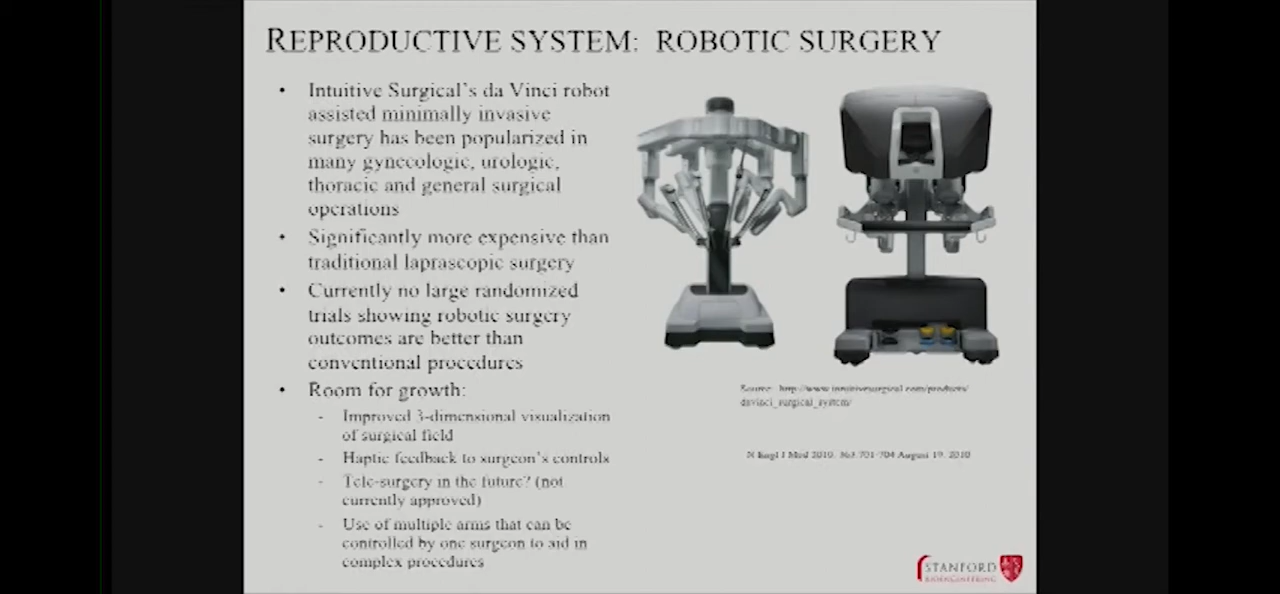 REPRODUCTIVE SYSTEM: ROBOTIC SURGERY
• Intuitive Surgical's da Vinci robot
assisted minimally invasive
surgery has been popularized in
many gynecologic, urologic,
thoracic and general surgical
operations
• Significantly more expensive than
traditional laprascopic surgery
• Currently no large randomized
trials showing robotic surgery
outcomes are better than
conventional procedures
• Room for growth:
- Improved 3-dimensional visualization
of surgical field
- Haptic feedback to surgeon's controls
- Tele-surgery in the future? (not
currently approved)
- Use of multiple arms that can be
controlled by one surgeon to aid in
complex procedures
Source: http://www.intuitivesurgical.com/products/
davinci_surgical_system/
N Engl J Med 2010; 363:701-704 August 19, 2010
STANFORD
BIOENGINEERING